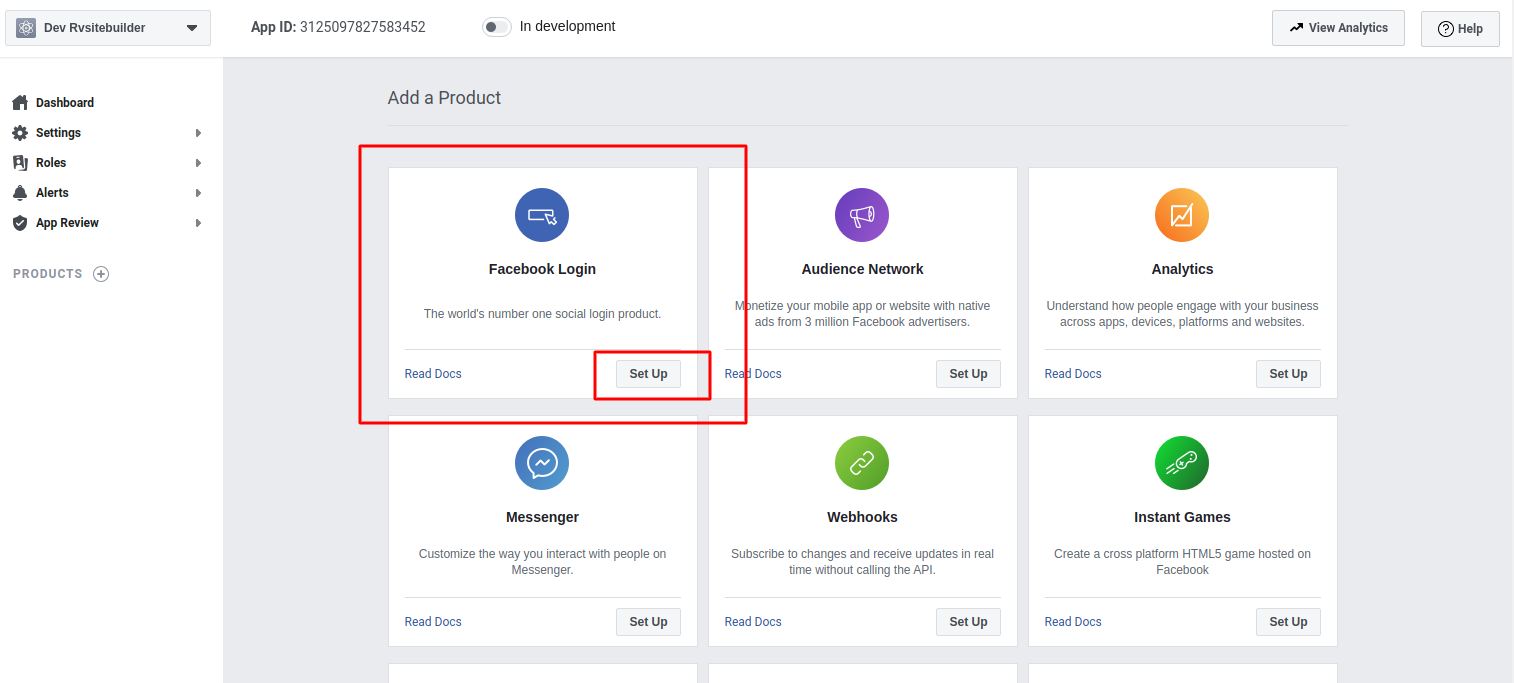 Dev Rvsitebuilder
App ID: 3125097827583452
In development
View Analytics
Help
Dashboard
Settings
Roles
Alerts
App Review
PRODUCTS
Add a Product
Facebook Login
The world's number one social login product.
Read Docs
Set Up
Audience Network
Monetize your mobile app or website with native
ads from 3 million Facebook advertisers.
Read Docs
Set Up
Analytics
Understand how people engage with your business
across apps, devices, platforms and websites.
Read Docs
Set Up
Messenger
Customize the way you interact with people on
Messenger.
Read Docs
Set Up
Webhooks
Subscribe to changes and receive updates in real
time without calling the API.
Read Docs
Set Up
Instant Games
Create a cross platform HTML5 game hosted on
Facebook
Read Docs
Set Up